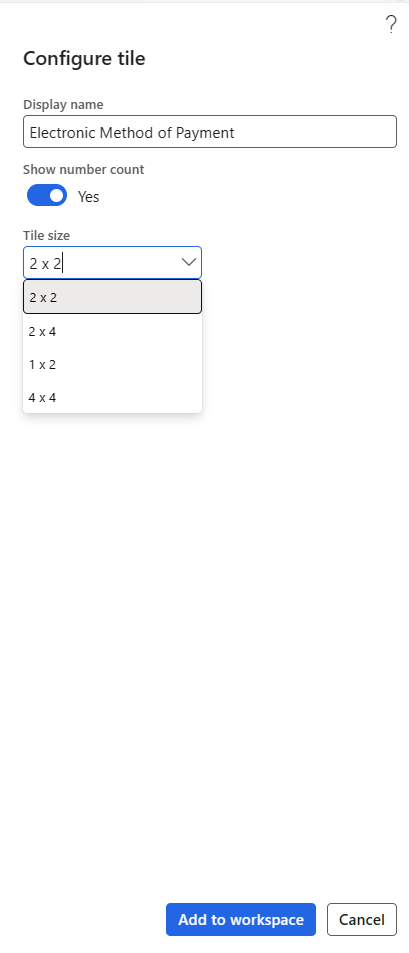 ?
Configure tile
Display name
Electronic Method of Payment
Show number count
Yes
Tile size
2 x 2
2 x 2
2 x 4
1 x 2
4 x 4
Add to workspace
Cancel